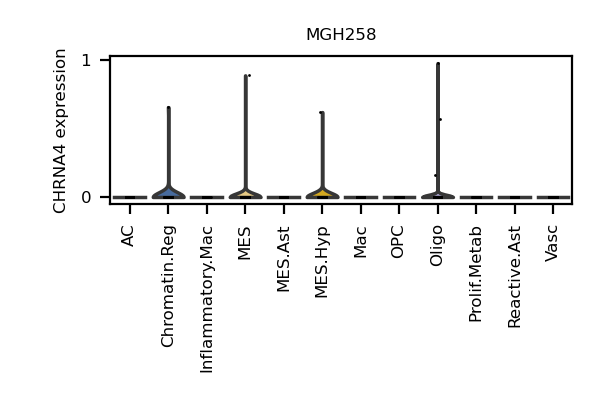 MGH258
CHRNA4 expression
1
0
AC
Chromatin.Reg
Inflammatory.Mac
MES
MES.Ast
MES.Hyp
Mac
OPC
Oligo
Prolif.Metab
Reactive.Ast
Vasc